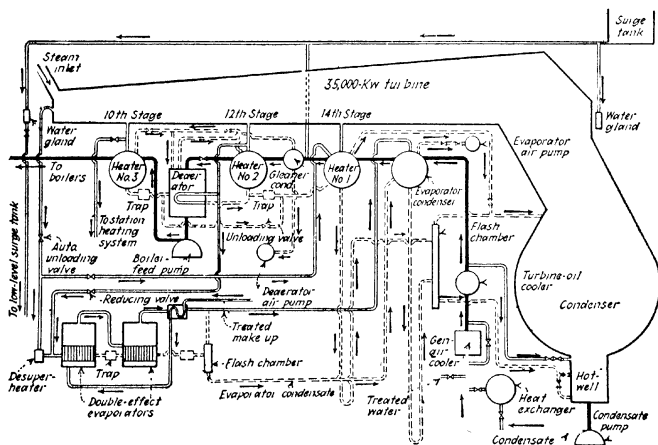 Surge
tank
Steam
inlet
35,000-Kw turbine
10th Stage
12th Stage
14th Stage
Water
gland
Water
gland
Evaporator
air pump
Heater
No.3
Deaer-
ator
Heater
No.2
Gleaner
cond.
Heater
No.1
Evaporator
condenser
To
boilers
Trap
Trap
Flash
chamber
To station
heating
system
Unloading valve
Auto.
unloading
valve
Boiler-
feed pump
Turbine-oil
cooler
Condenser
To low-level surge tank
Reducing valve
Deaerator
air pump
Treated
make up
Gen.
air
cooler
Hot-
well
Desuper-
heater
Trap
Flash chamber
Double-effect
evaporators
Evaporator condensate
Treated
water
Heat
exchanger
Condensate
pump
Condensate